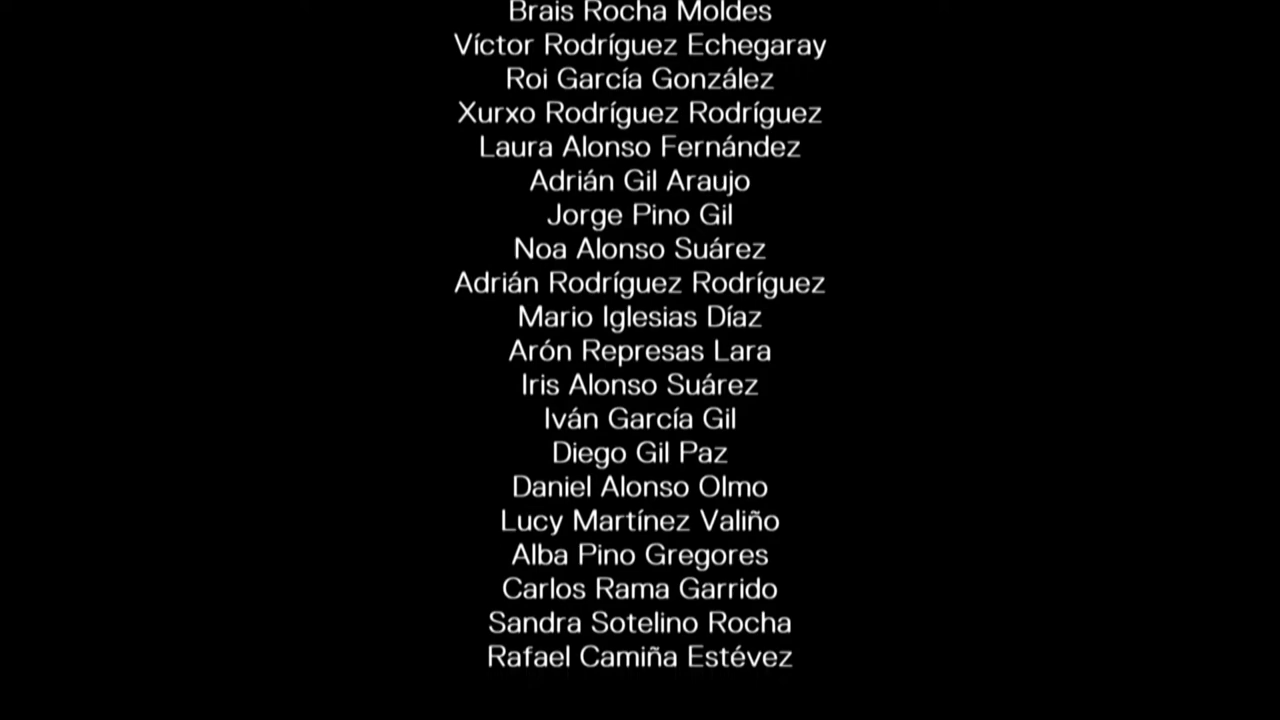 Brais Rocha Moldes
Víctor Rodríguez Echegaray
Roi García González
Xurxo Rodríguez Rodríguez
Laura Alonso Fernández
Adrián Gil Araujo
Jorge Pino Gil
Noa Alonso Suárez
Adrián Rodríguez Rodríguez
Mario Iglesias Díaz
Arón Represas Lara
Iris Alonso Suárez
Iván García Gil
Diego Gil Paz
Daniel Alonso Olmo
Lucy Martínez Valiño
Alba Pino Gregores
Carlos Rama Garrido
Sandra Sotelino Rocha
Rafael Camiña Estévez